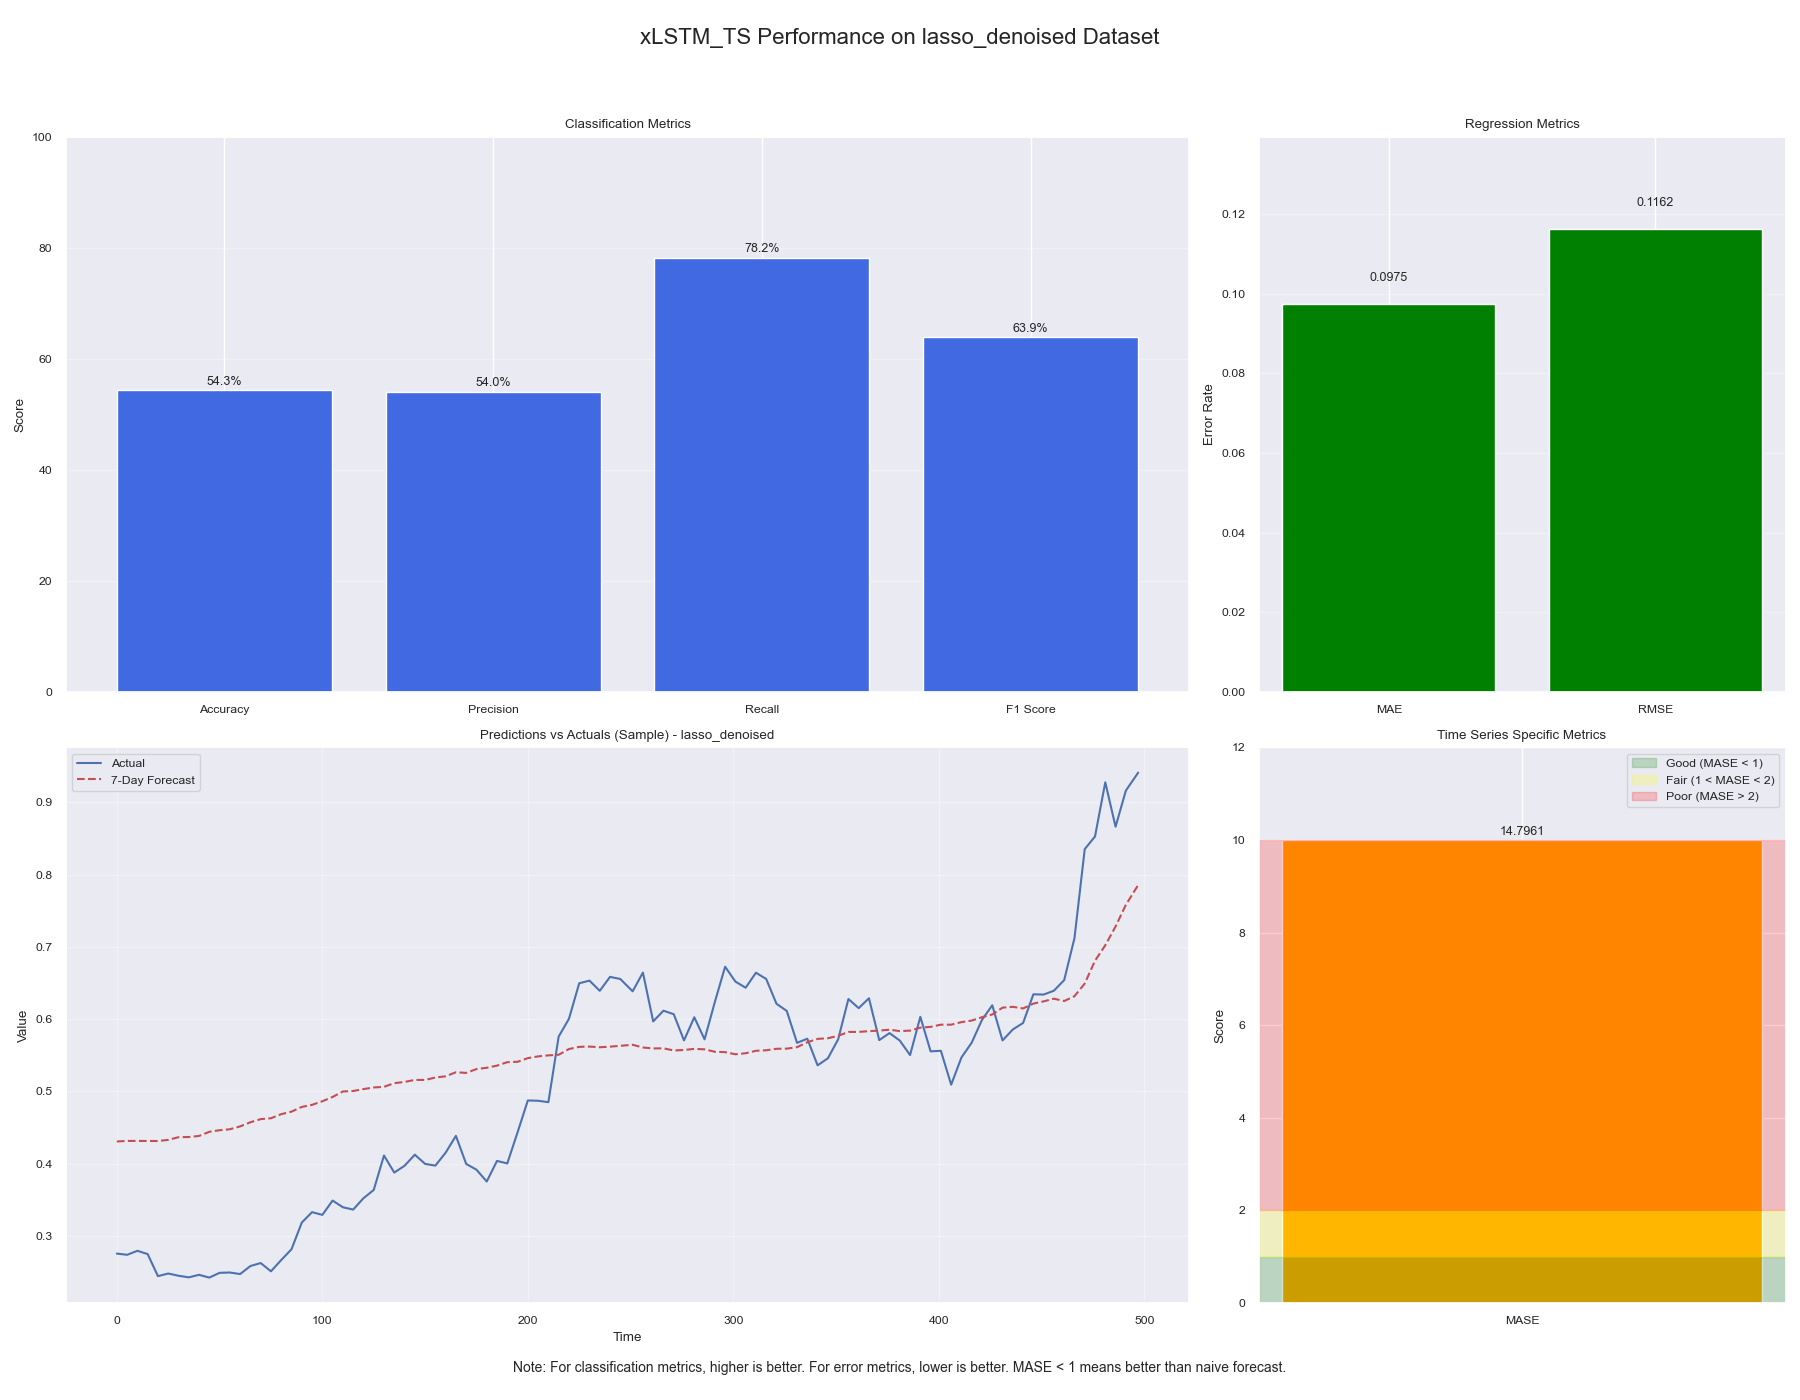 xLSTM_TS Performance on lasso_denoised Dataset
Classification Metrics
100
80
60
40
20
0
Score
54.3%
54.0%
78.2%
63.9%
Accuracy
Precision
Recall
F1 Score
Regression Metrics
0.12
0.10
0.08
0.06
0.04
0.02
0.00
Error Rate
0.0975
0.1162
MAE
RMSE
Predictions vs Actuals (Sample) - lasso_denoised
Actual
7-Day Forecast
0.9
0.8
0.7
0.6
0.5
0.4
0.3
Value
0
100
200
300
400
500
Time
Time Series Specific Metrics
Good (MASE < 1)
Fair (1 < MASE < 2)
Poor (MASE > 2)
12
10
8
6
4
2
0
Score
14.7961
MASE
Note: For classification metrics, higher is better. For error metrics, lower is better. MASE < 1 means better than naive forecast.